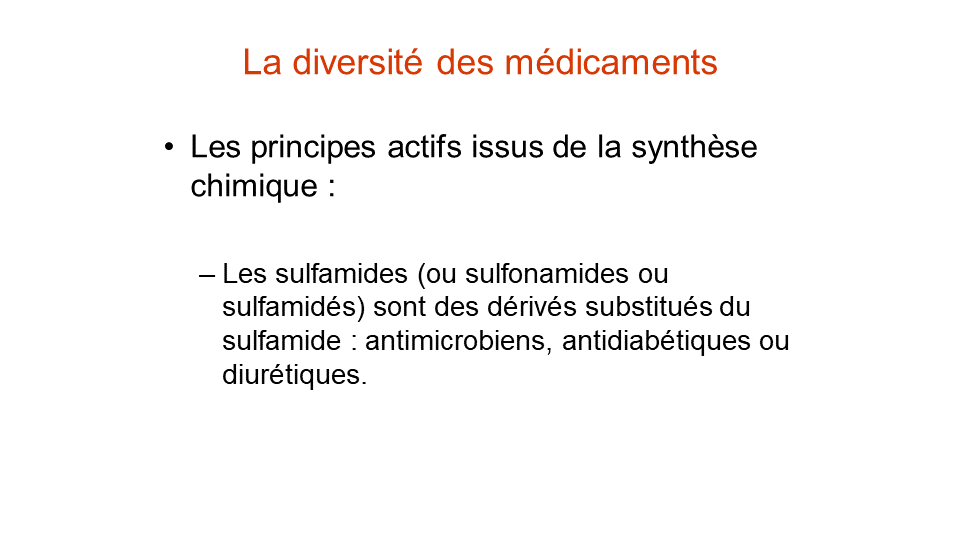 La diversité des médicaments
• Les principes actifs issus de la synthèse
chimique :
– Les sulfamides (ou sulfonamides ou
sulfamidés) sont des dérivés substitués du
sulfamide : antimicrobiens, antidiabétiques ou
diurétiques.